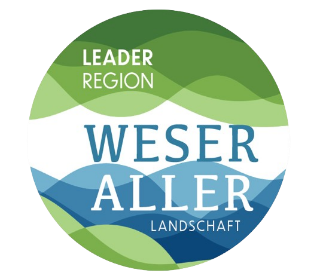 LEADER
REGION
WESER
ALLER
LANDSCHAFT